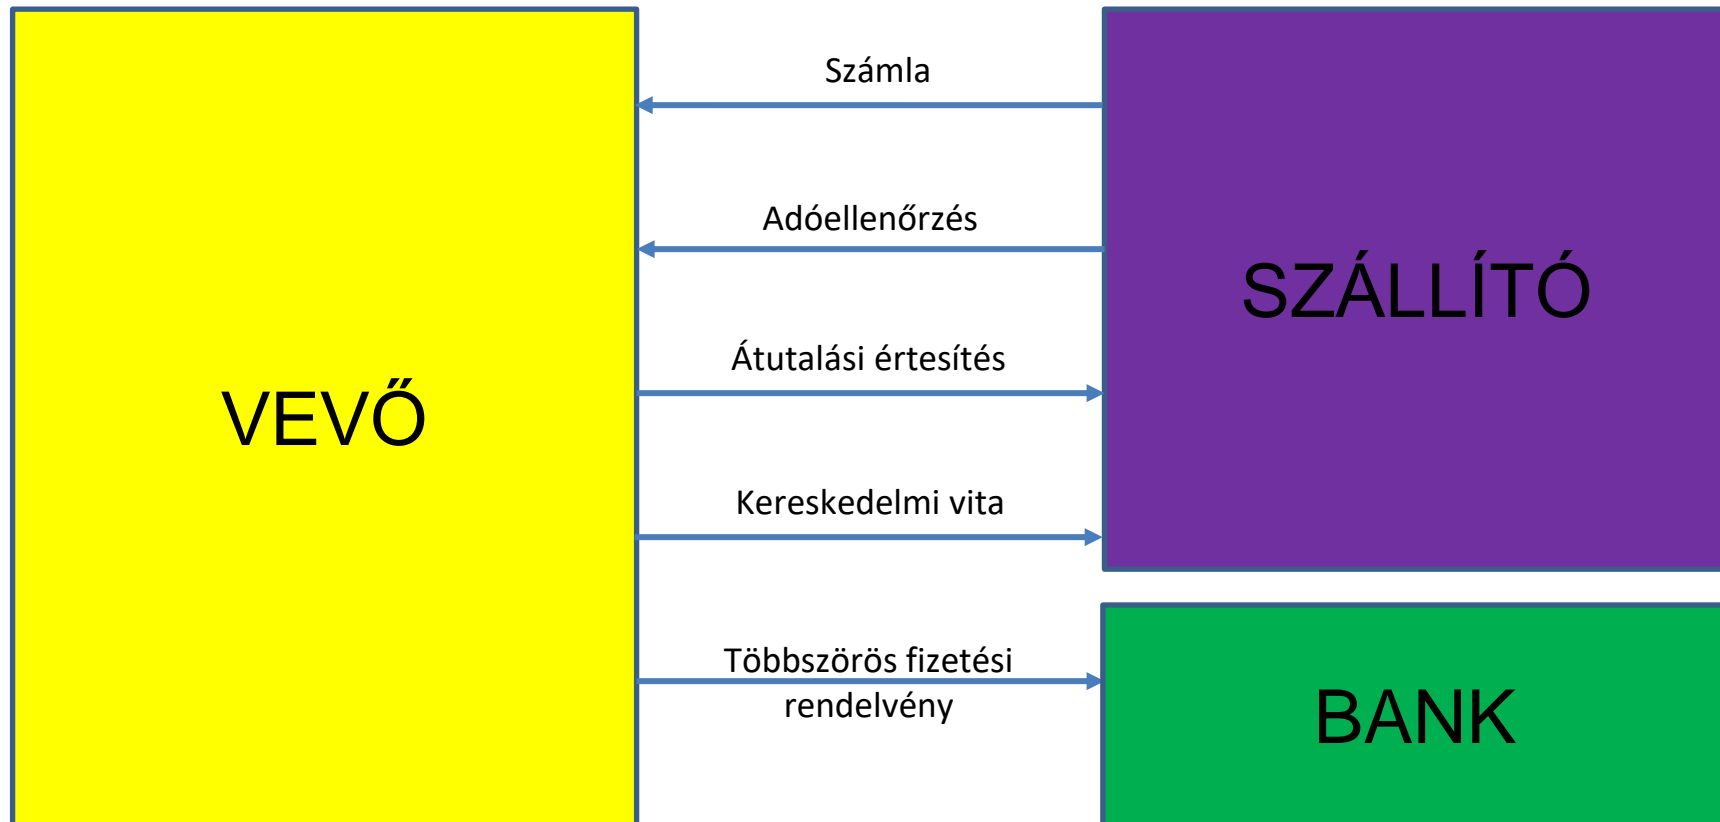 Számla
Adóellenőrzés
SZÁLLÍTÓ
Átutalási értesítés
VEVŐ
Kereskedelmi vita
Többszörös fizetési
rendelvény
BANK